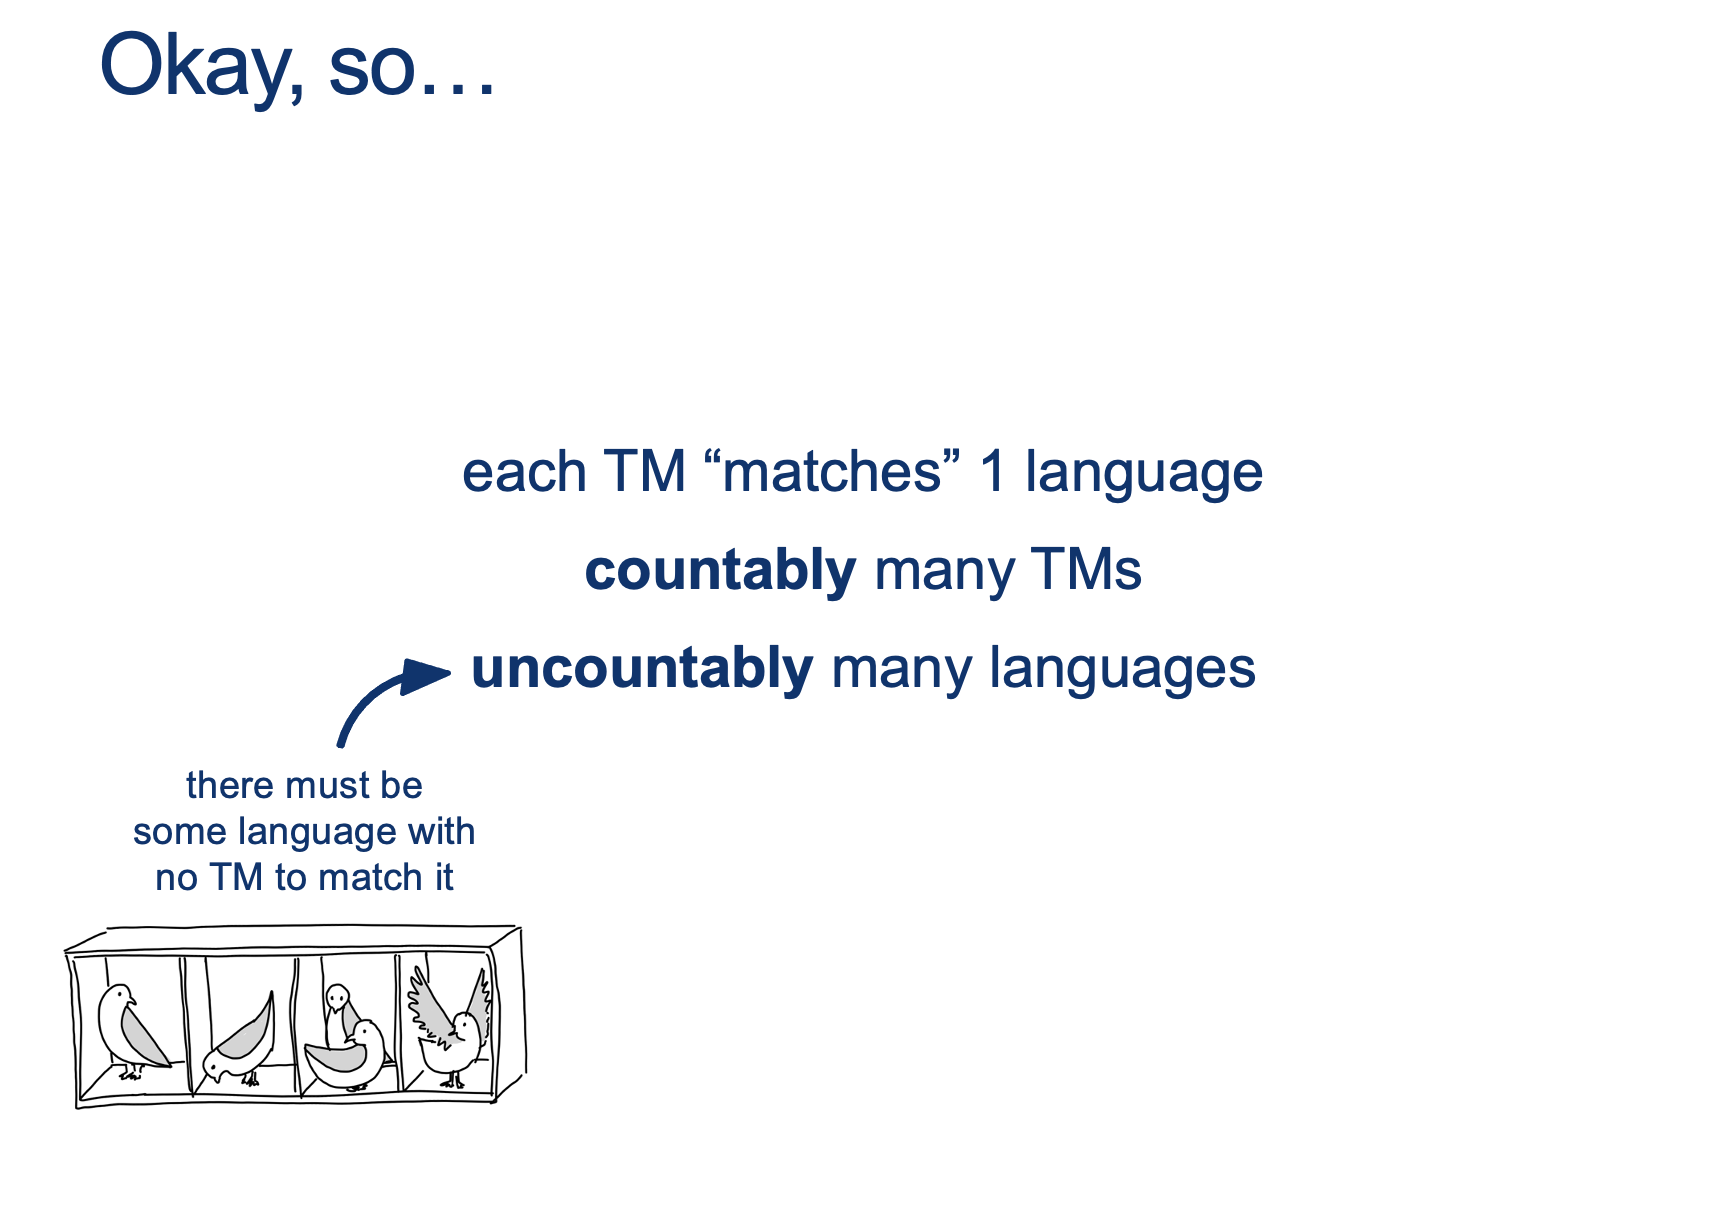 Okay, so…
each TM “matches” 1 language
countably many TMs
uncountably many languages
there must be
some language with
no TM to match it